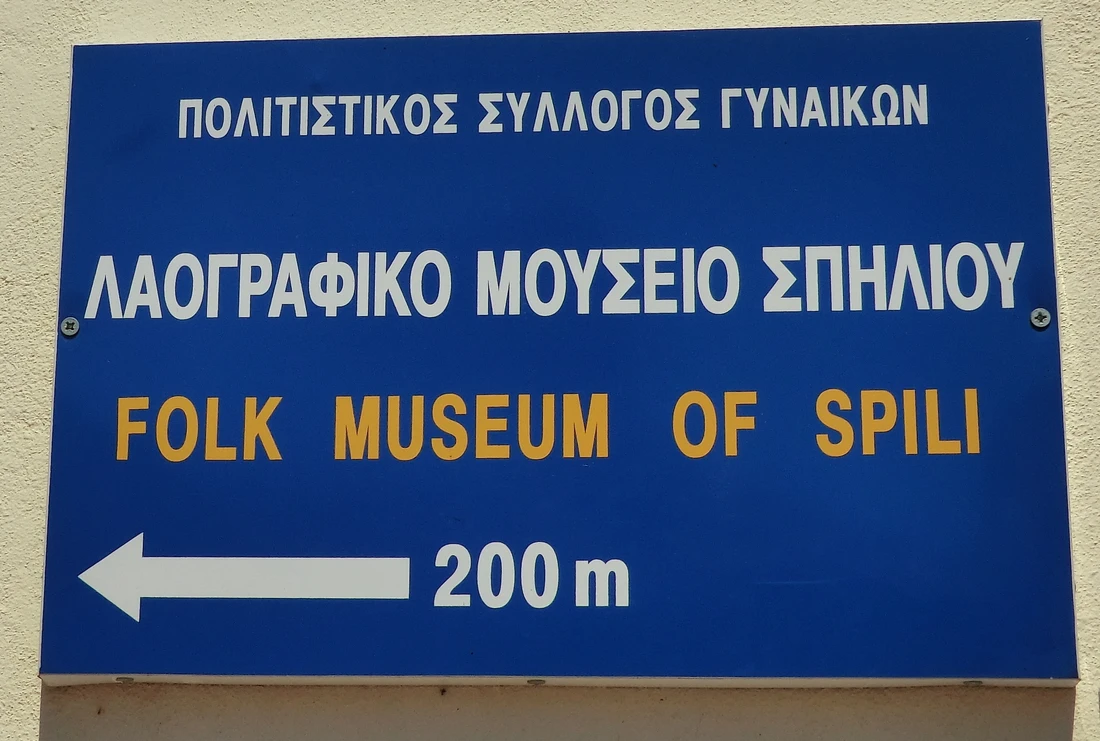 ΠΟΛΙΤΙΣΤΙΚΟΣ ΣΥΛΛΟΓΟΣ ΓΥΝΑΙΚΩΝ
ΛΑΟΓΡΑΦΙΚΟ ΜΟΥΣΕΙΟ ΣΠΗΛΙΟΥ
FOLK MUSEUM OF SPILI
200 m